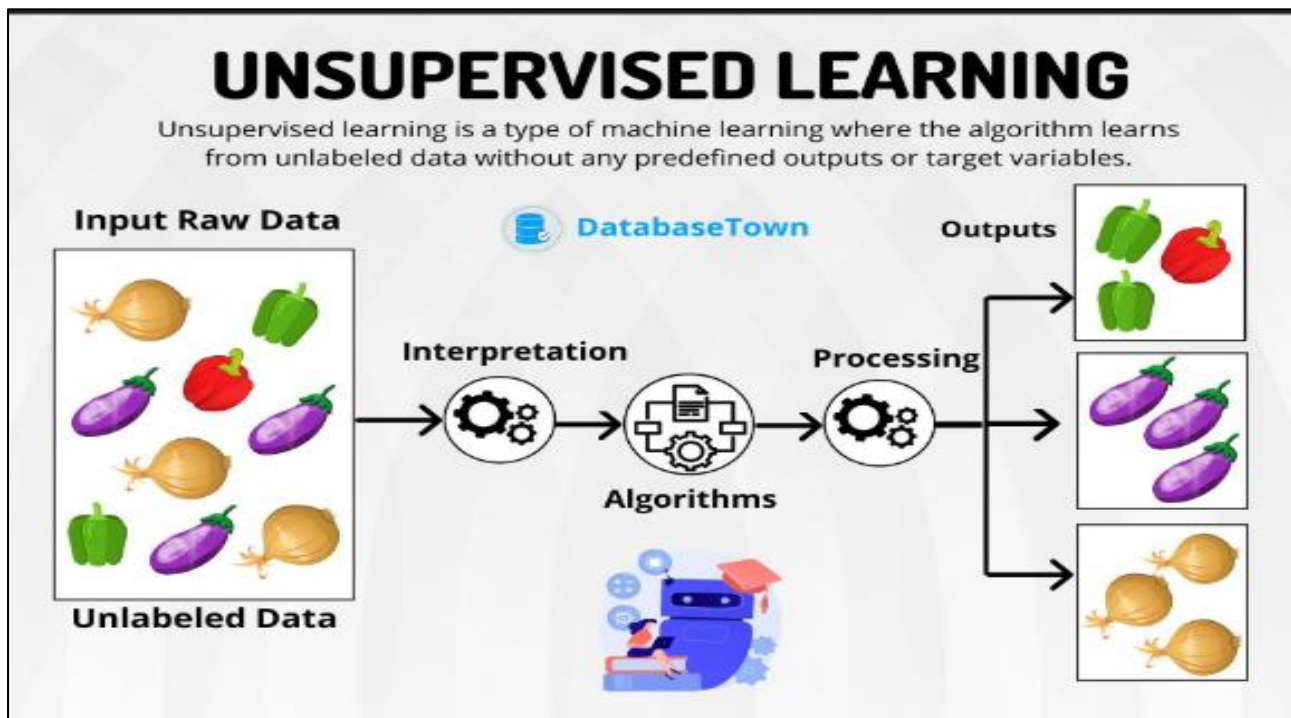 UNSUPERVISED LEARNING
Unsupervised learning is a type of machine learning where the algorithm learns
from unlabeled data without any predefined outputs or target variables.
Input Raw Data
DatabaseTown
Outputs
Interpretation
Processing
Algorithms
Unlabeled Data